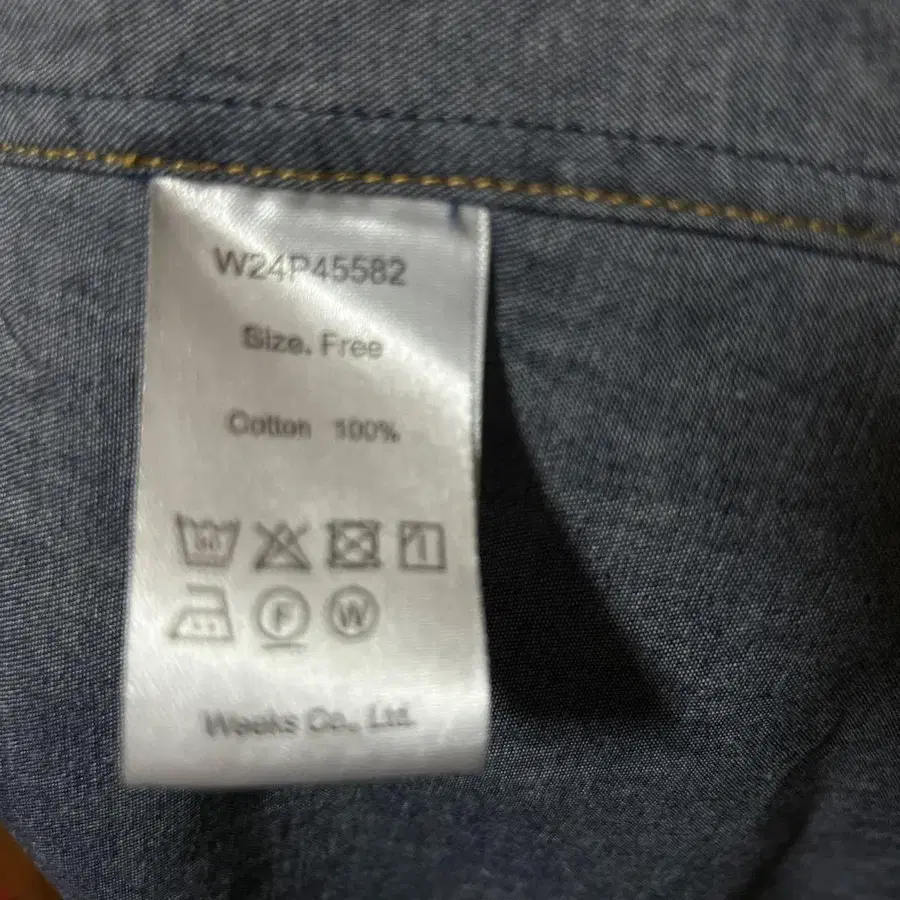 W24P45582
Size. Free
Cotton 100%
F W
Weeks Co., Ltd.